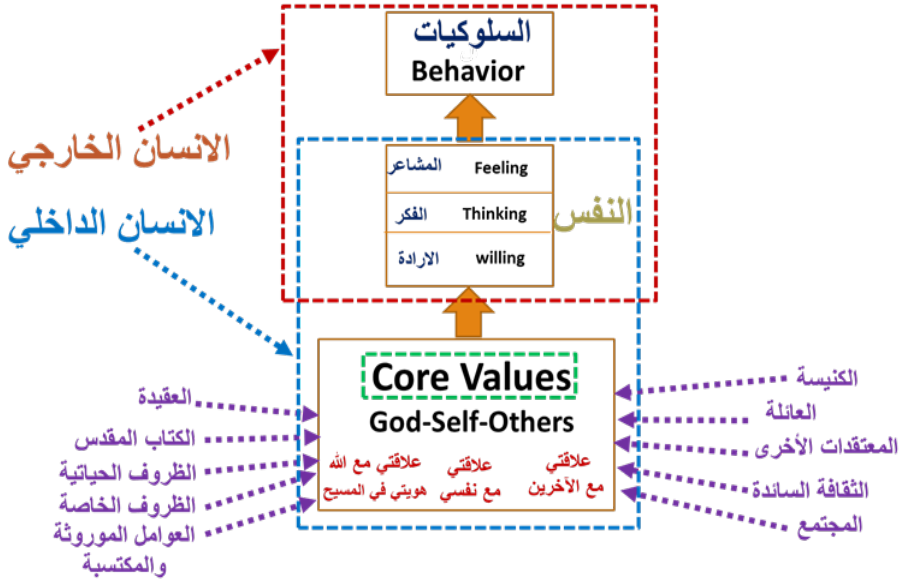 السلوكيات
Behavior
الانسان الخارجي
المشاعر Feeling
الفكر Thinking
الارادة willing
النفس
الانسان الداخلي
Core Values
God-Self-Others
علاقتي مع الله
هويتي في المسيح
علاقتي
مع نفسي
علاقتي
مع الآخرين
الكنيسة
العائلة
المعتقدات الأخرى
الثقافة السائدة
المجتمع
العقيدة
الكتاب المقدس
الظروف الحياتية
الظروف الخاصة
العوامل الموروثة
والمكتسبة